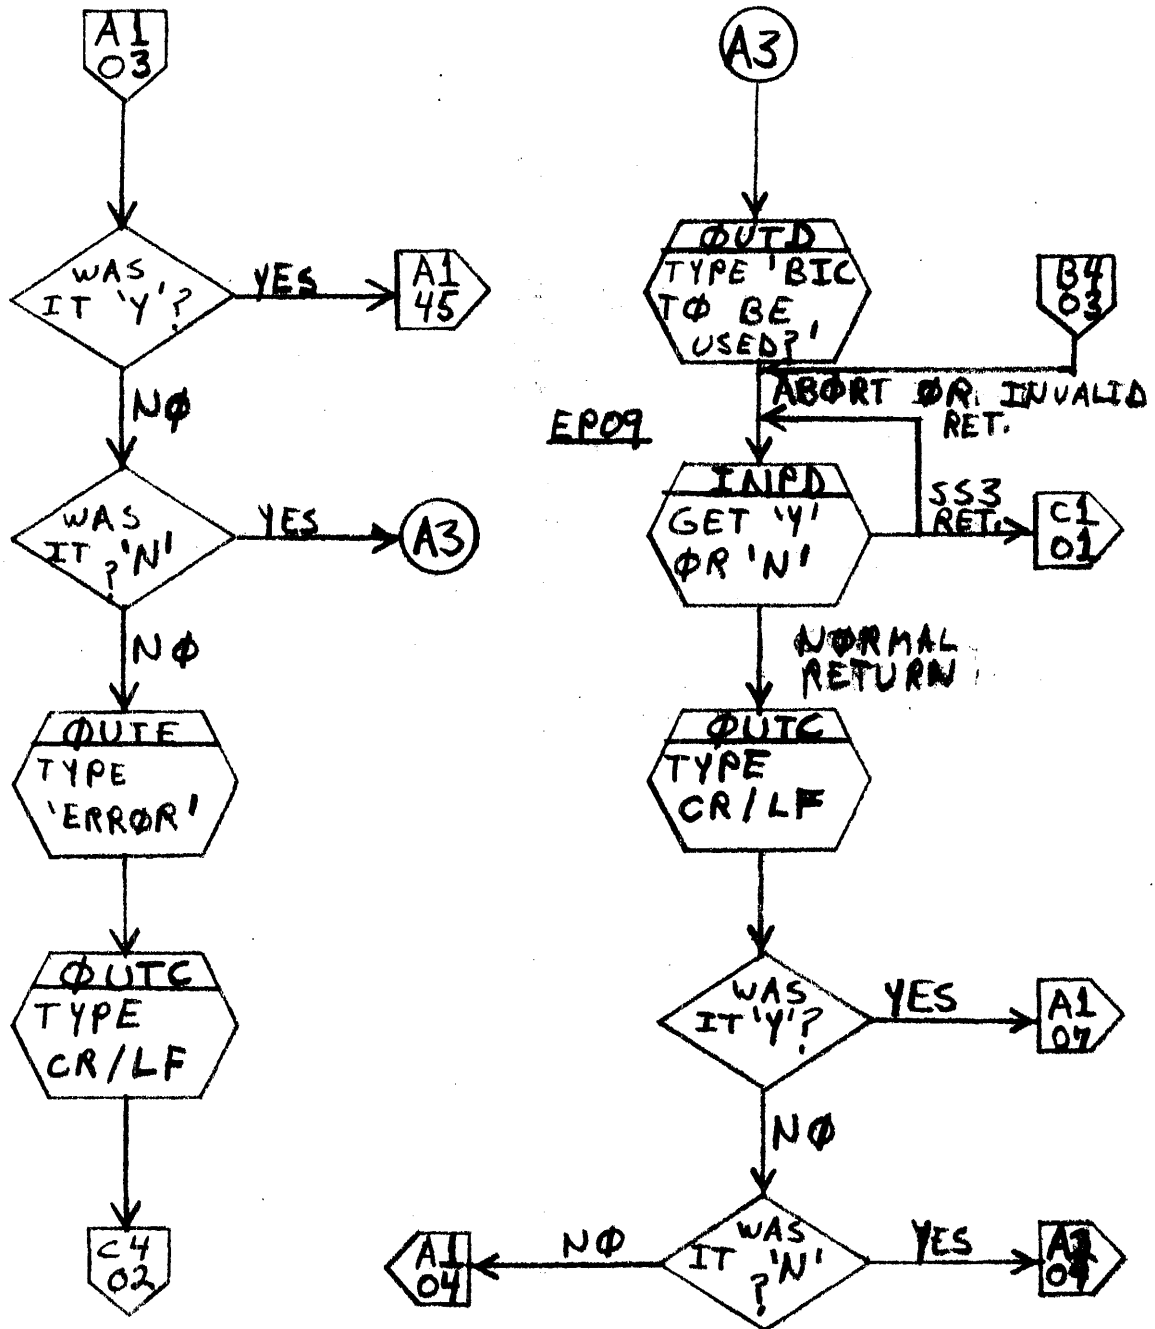 A1
03
WAS
IT 'Y'?
YES
A1
45
NØ
WAS
IT 'N'
?
YES
A3
NØ
ØUTE
TYPE
'ERRØR'
ØUTC
TYPE
CR/LF
C4
02
A3
ØUTD
TYPE 'BIC
TØ BE
USED?'
B4
03
ABØRT ØR INVALID
RET.
EP09
INPD
GET 'Y'
ØR 'N'
SS3
RET.
C1
01
NØRMAL
RETURN
ØUTC
TYPE
CR/LF
WAS
IT 'Y'?
YES
A1
07
NØ
WAS
IT 'N'
?
NØ
A1
04
YES